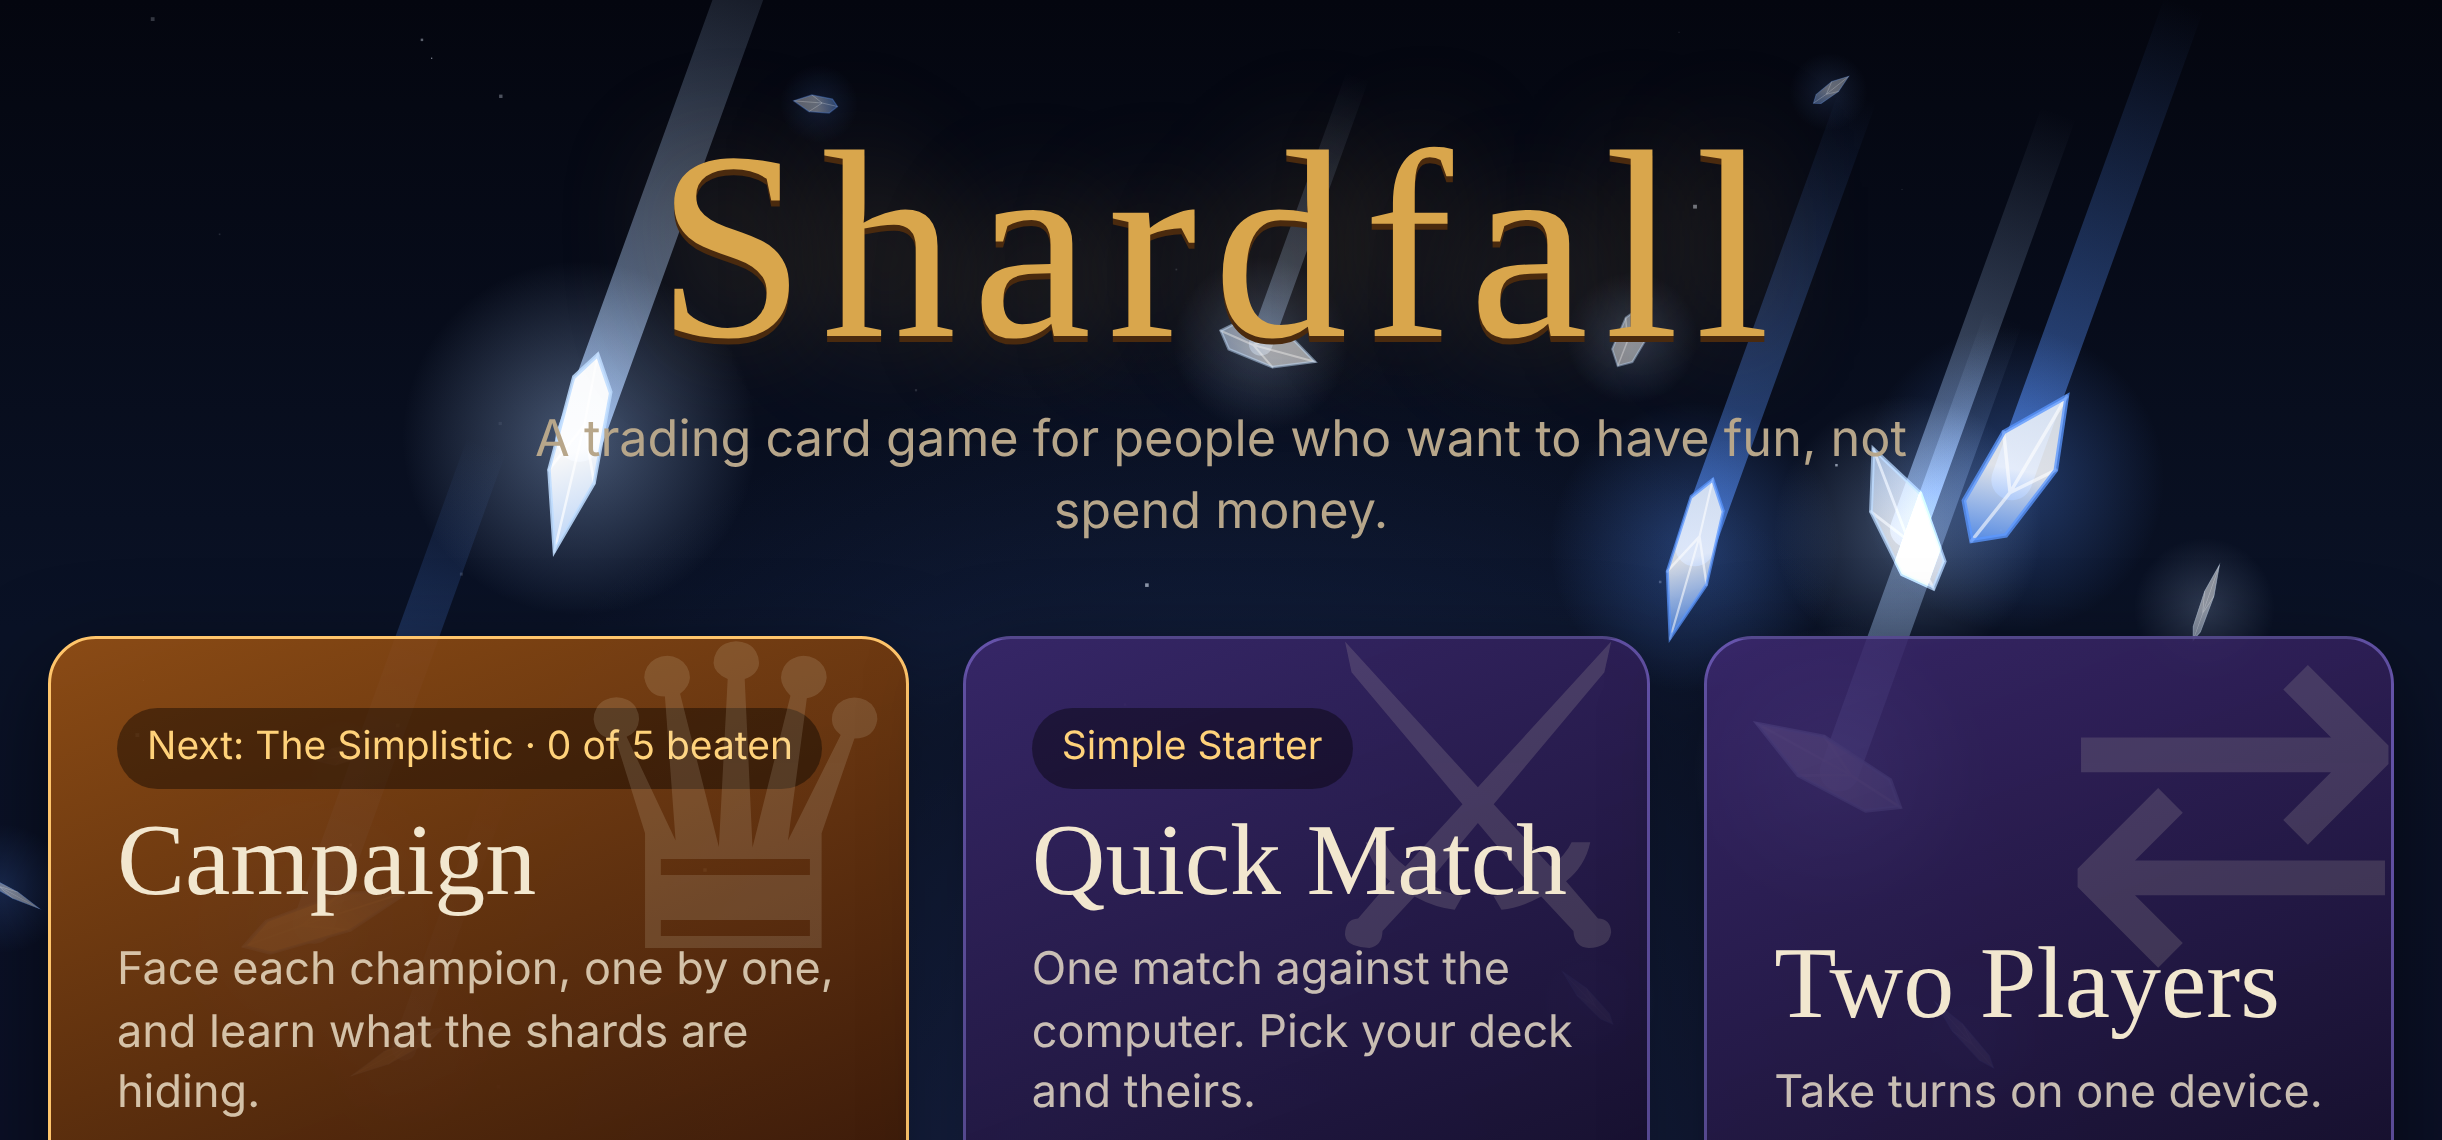 Shardfall
A trading card game for people who want to have fun, not
spend money.
Next: The Simplistic · 0 of 5 beaten
Campaign
Face each champion, one by one,
and learn what the shards are
hiding.
Simple Starter
Quick Match
One match against the
computer. Pick your deck
and theirs.
Two Players
Take turns on one device.